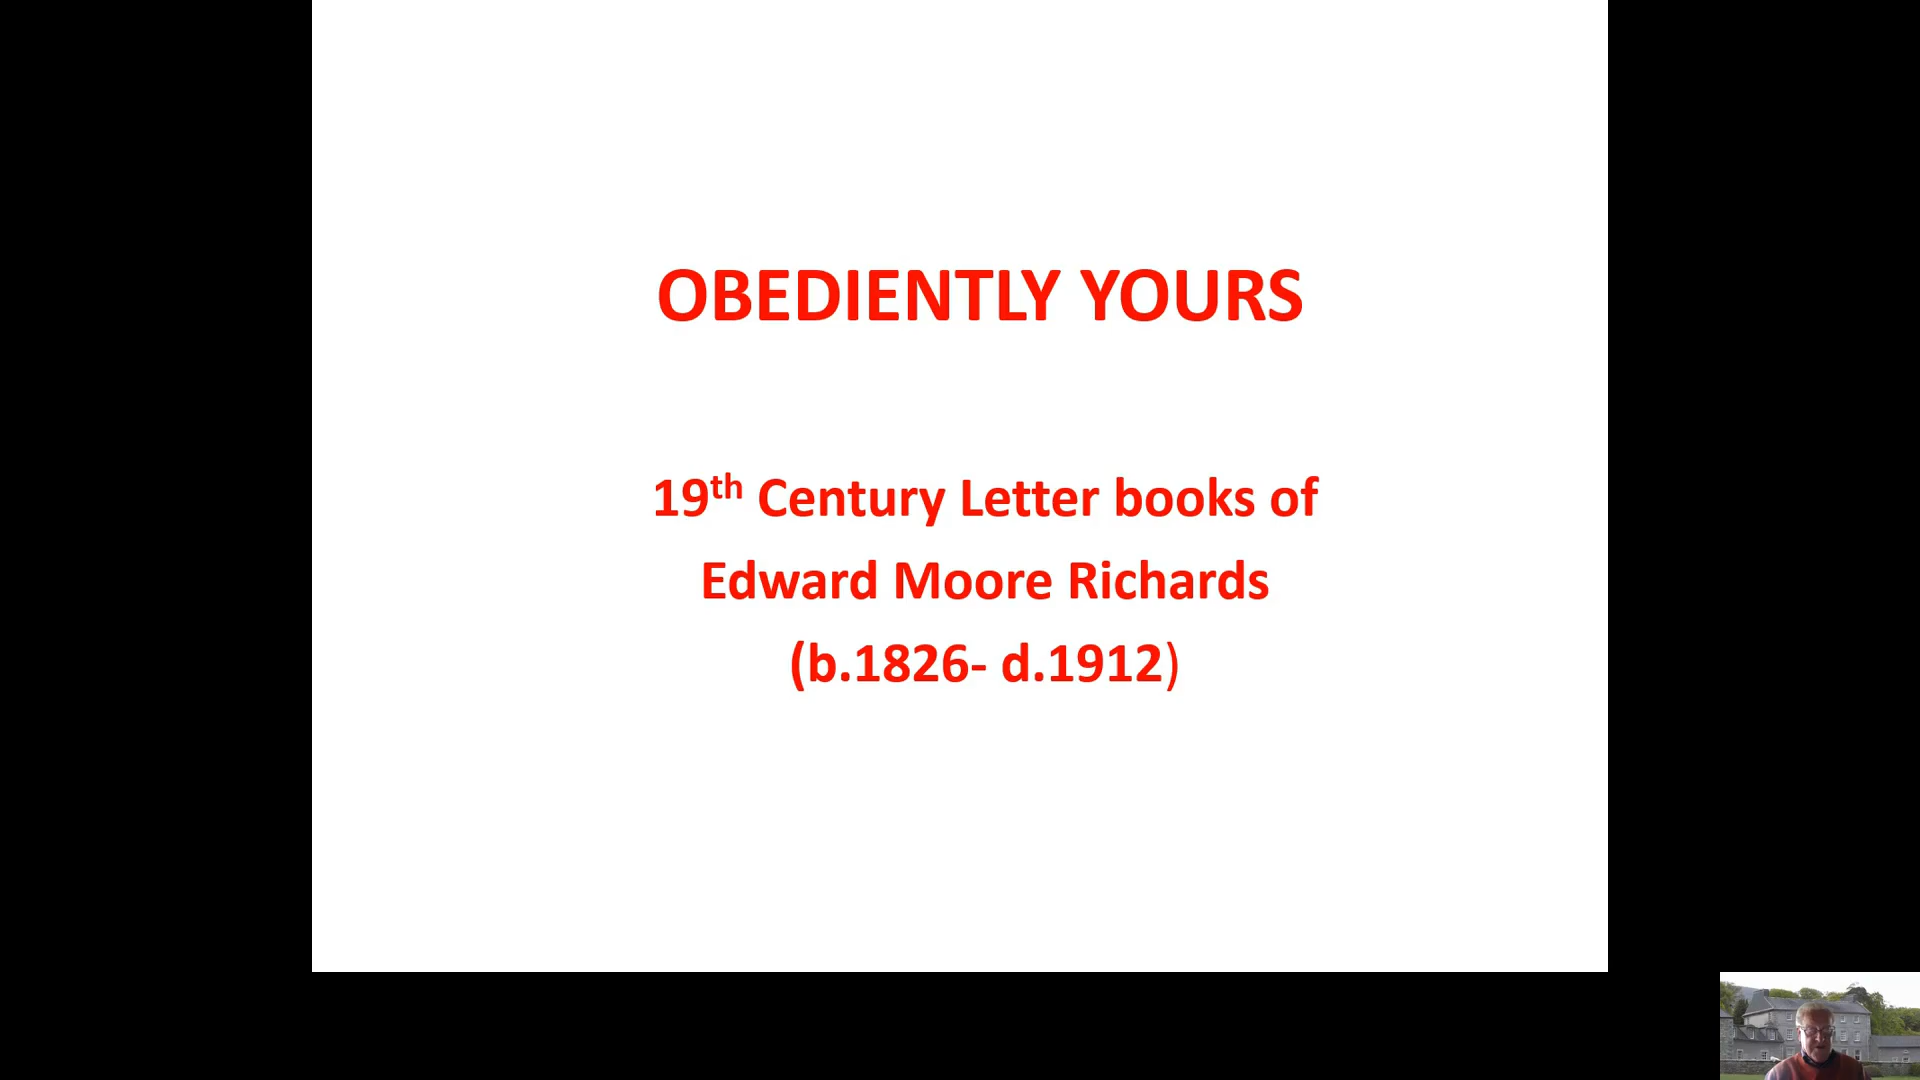 OBEDIENTLY YOURS
19th Century Letter books of
Edward Moore Richards
(b.1826- d.1912)